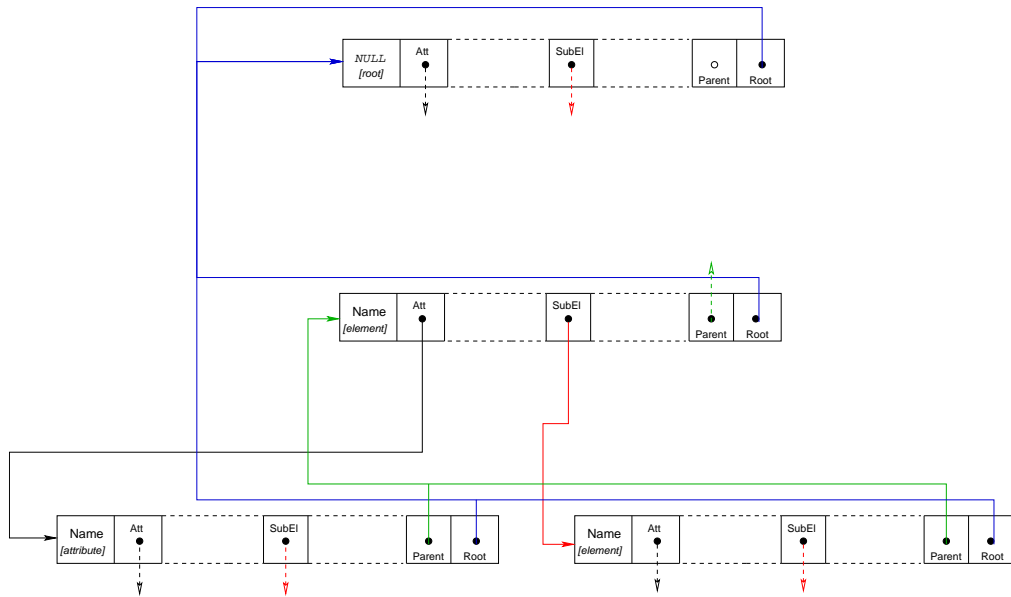 NULL
[root]
Att
SubEl
Parent
Root
Name
[element]
Att
SubEl
Parent
Root
Name
[attribute]
Att
SubEl
Parent
Root
Name
[element]
Att
SubEl
Parent
Root